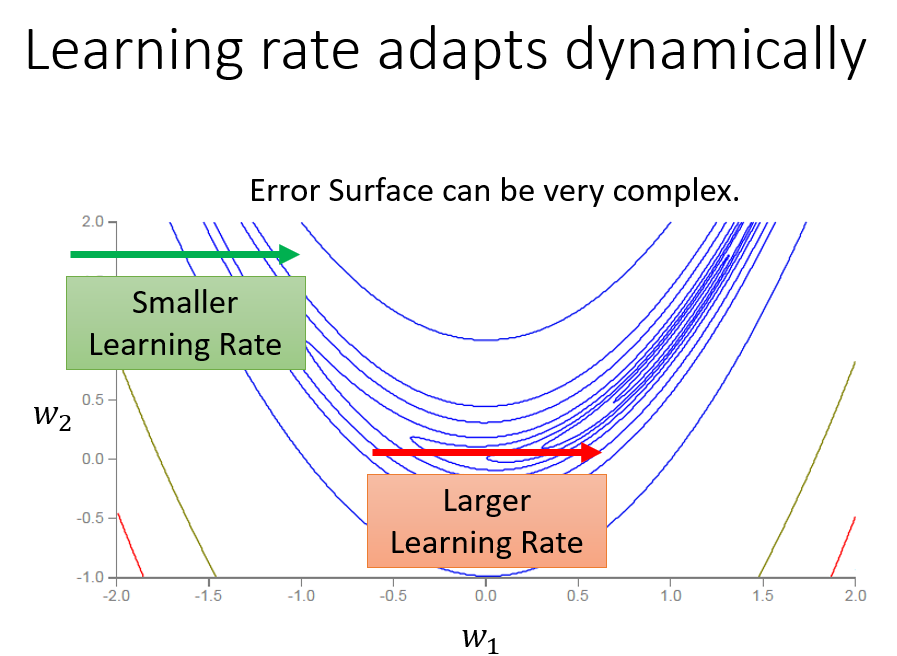 Learning rate adapts dynamically
Error Surface can be very complex.
2.0
Smaller
Learning Rate
0.5
w₂
0.0
Larger
Learning Rate
-0.5
-1.0
-2.0 -1.5 -1.0 -0.5 0.0 0.5 1.0 1.5 2.0
w₁